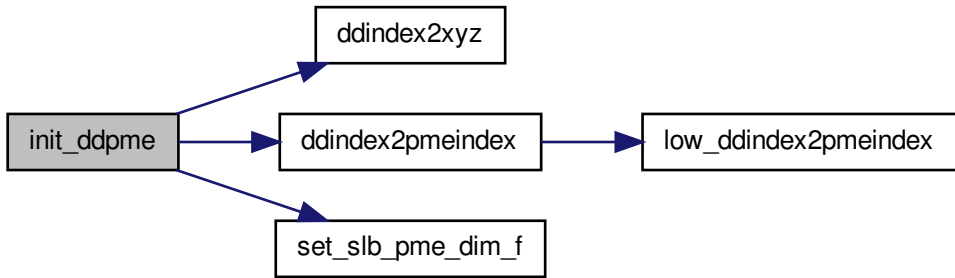 ddindex2xyz
init_ddpme
ddindex2pmeindex
low_ddindex2pmeindex
set_slb_pme_dim_f